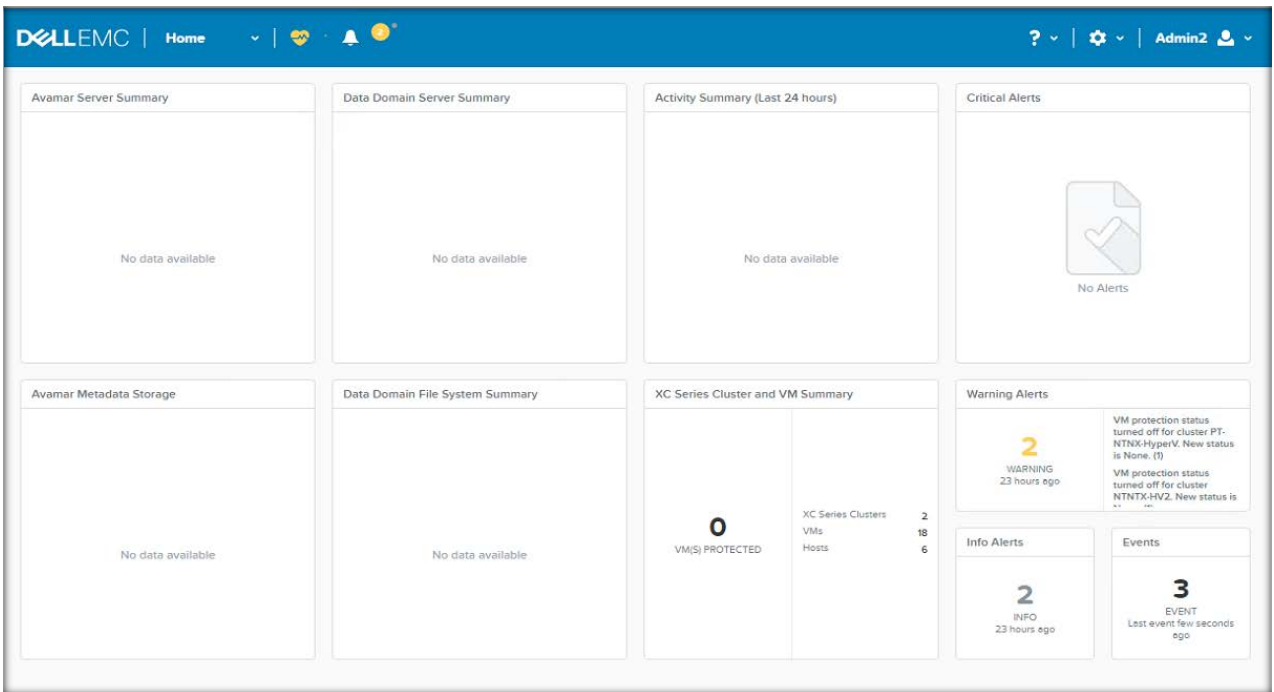 DELLEMC | Home
2
?
Admin2
Avamar Server Summary
No data available
Data Domain Server Summary
No data available
Activity Summary (Last 24 hours)
No data available
Critical Alerts
No Alerts
Avamar Metadata Storage
No data available
Data Domain File System Summary
No data available
XC Series Cluster and VM Summary
0
VM(S) PROTECTED
XC Series Clusters 2
VMs 18
Hosts 6
Warning Alerts
2
WARNING
23 hours ago
VM protection status
turned off for cluster PT-
NTNX-HyperV. New status
is None. (1)
VM protection status
turned off for cluster
NTNTX-HV2. New status is
Info Alerts
2
INFO
23 hours ago
Events
3
EVENT
Last event few seconds
ago